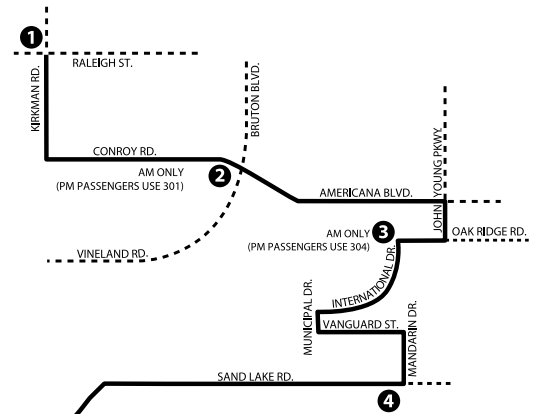 1
RALEIGH ST.
KIRKMAN RD.
BRUTON BLVD.
CONROY RD.
AM ONLY
(PM PASSENGERS USE 301)
2
JOHN YOUNG PKWY.
AMERICANA BLVD.
AM ONLY
(PM PASSENGERS USE 304)
3
OAK RIDGE RD.
VINELAND RD.
INTERNATIONAL DR.
MUNICIPAL DR.
VANGUARD ST.
MANDARIN DR.
SAND LAKE RD.
4